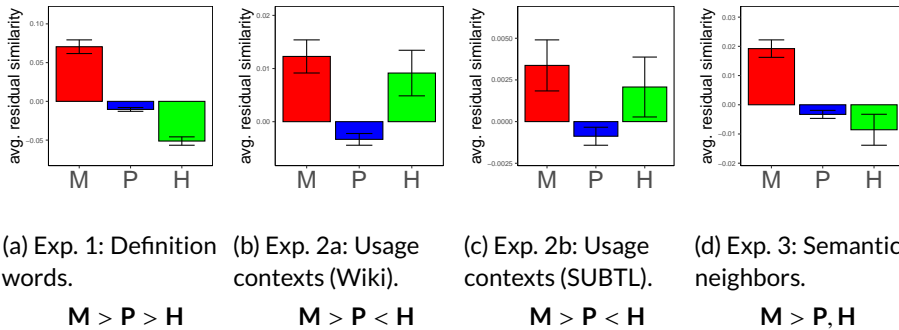 avg. residual similarity
0.10
0.05
0.00
−0.05
M P H
avg. residual similarity
0.02
0.01
0.00
M P H
avg. residual similarity
0.0050
0.0025
0.0000
−0.0025
M P H
avg. residual similarity
0.03
0.02
0.01
0.00
−0.01
−0.02
M P H
(a) Exp. 1: Definition
words.
M > P > H
(b) Exp. 2a: Usage
contexts (Wiki).
M > P < H
(c) Exp. 2b: Usage
contexts (SUBTL).
M > P < H
(d) Exp. 3: Semantic
neighbors.
M > P, H